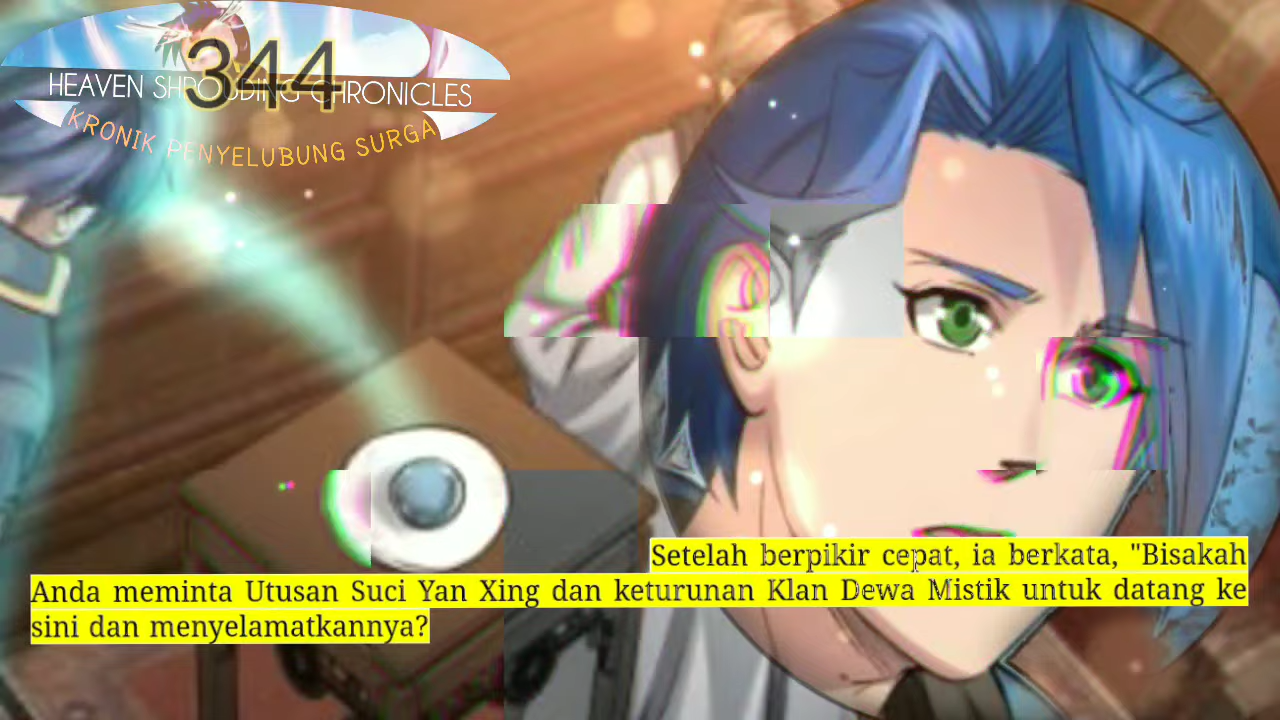 344
HEAVEN SHROUDING CHRONICLES
KRONIK PENYELUBUNG SURGA
Setelah berpikir cepat, ia berkata, "Bisakah
Anda meminta Utusan Suci Yan Xing dan keturunan Klan Dewa Mistik untuk datang ke
sini dan menyelamatkannya?